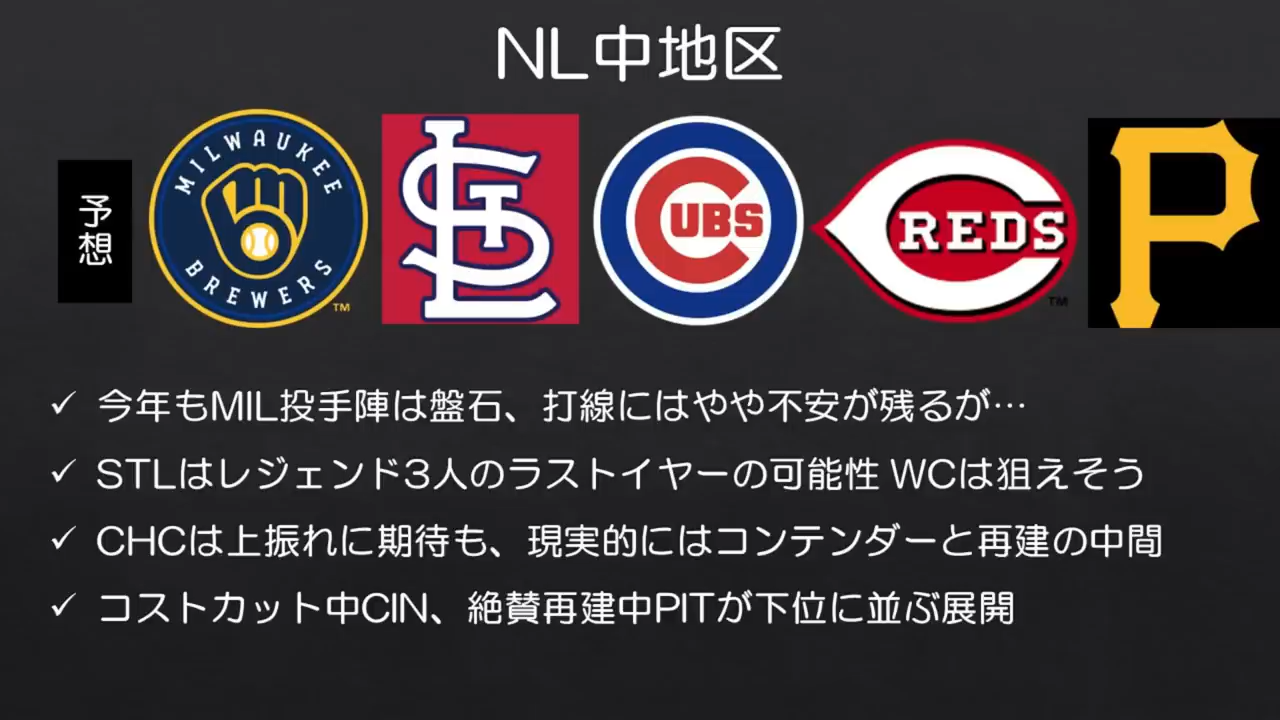 NL中地区
予想
MILWAUKEE
BREWERS
TM
STL
CUBS
REDS
TM
P
✓ 今年もMIL投手陣は盤石、打線にはやや不安が残るが…
✓ STLはレジェンド3人のラストイヤーの可能性 WCは狙えそう
✓ CHCは上振れに期待も、現実的にはコンテンダーと再建の中間
✓ コストカット中CIN、絶賛再建中PITが下位に並ぶ展開